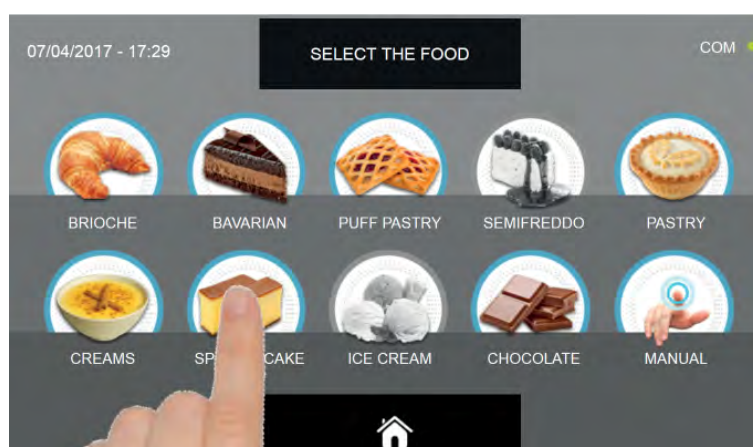 07/04/2017 - 17:29
SELECT THE FOOD
COM
BRIOCHE
BAVARIAN
PUFF PASTRY
SEMIFREDDO
PASTRY
CREAMS
SP CAKE
ICE CREAM
CHOCOLATE
MANUAL